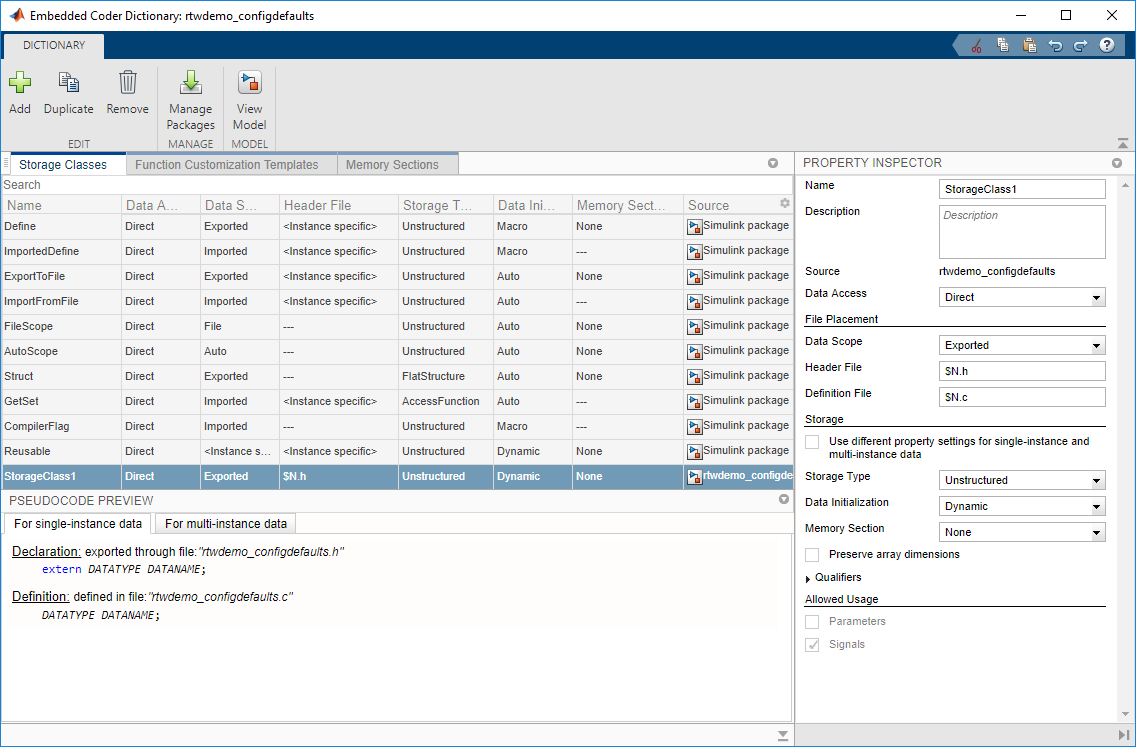 Embedded Coder Dictionary: rtwdemo_configdefaults
DICTIONARY
Add Duplicate Remove Manage Packages View Model
EDIT MANAGE MODEL
Storage Classes Function Customization Templates Memory Sections
Search
Name Data A... Data S... Header File Storage T... Data Ini... Memory Sect... Source
Define Direct Exported <Instance specific> Unstructured Macro None Simulink package
ImportedDefine Direct Imported <Instance specific> Unstructured Macro --- Simulink package
ExportToFile Direct Exported <Instance specific> Unstructured Auto None Simulink package
ImportFromFile Direct Imported <Instance specific> Unstructured Auto --- Simulink package
FileScope Direct File --- Unstructured Auto None Simulink package
AutoScope Direct Auto --- Unstructured Auto None Simulink package
Struct Direct Exported --- FlatStructure Auto None Simulink package
GetSet Direct Imported <Instance specific> AccessFunction Auto --- Simulink package
CompilerFlag Direct Imported --- Unstructured Macro --- Simulink package
Reusable Direct <Instance s... <Instance specific> Unstructured Dynamic None Simulink package
StorageClass1 Direct Exported $N.h Unstructured Dynamic None rtwdemo_configde
PSEUDOCODE PREVIEW
For single-instance data For multi-instance data
Declaration: exported through file:"rtwdemo_configdefaults.h"
extern DATATYPE DATANAME;
Definition: defined in file:"rtwdemo_configdefaults.c"
DATATYPE DATANAME;
PROPERTY INSPECTOR
Name StorageClass1
Description Description
Source rtwdemo_configdefaults
Data Access Direct
File Placement
Data Scope Exported
Header File $N.h
Definition File $N.c
Storage
Use different property settings for single-instance and
multi-instance data
Storage Type Unstructured
Data Initialization Dynamic
Memory Section None
Preserve array dimensions
Qualifiers
Allowed Usage
Parameters
Signals